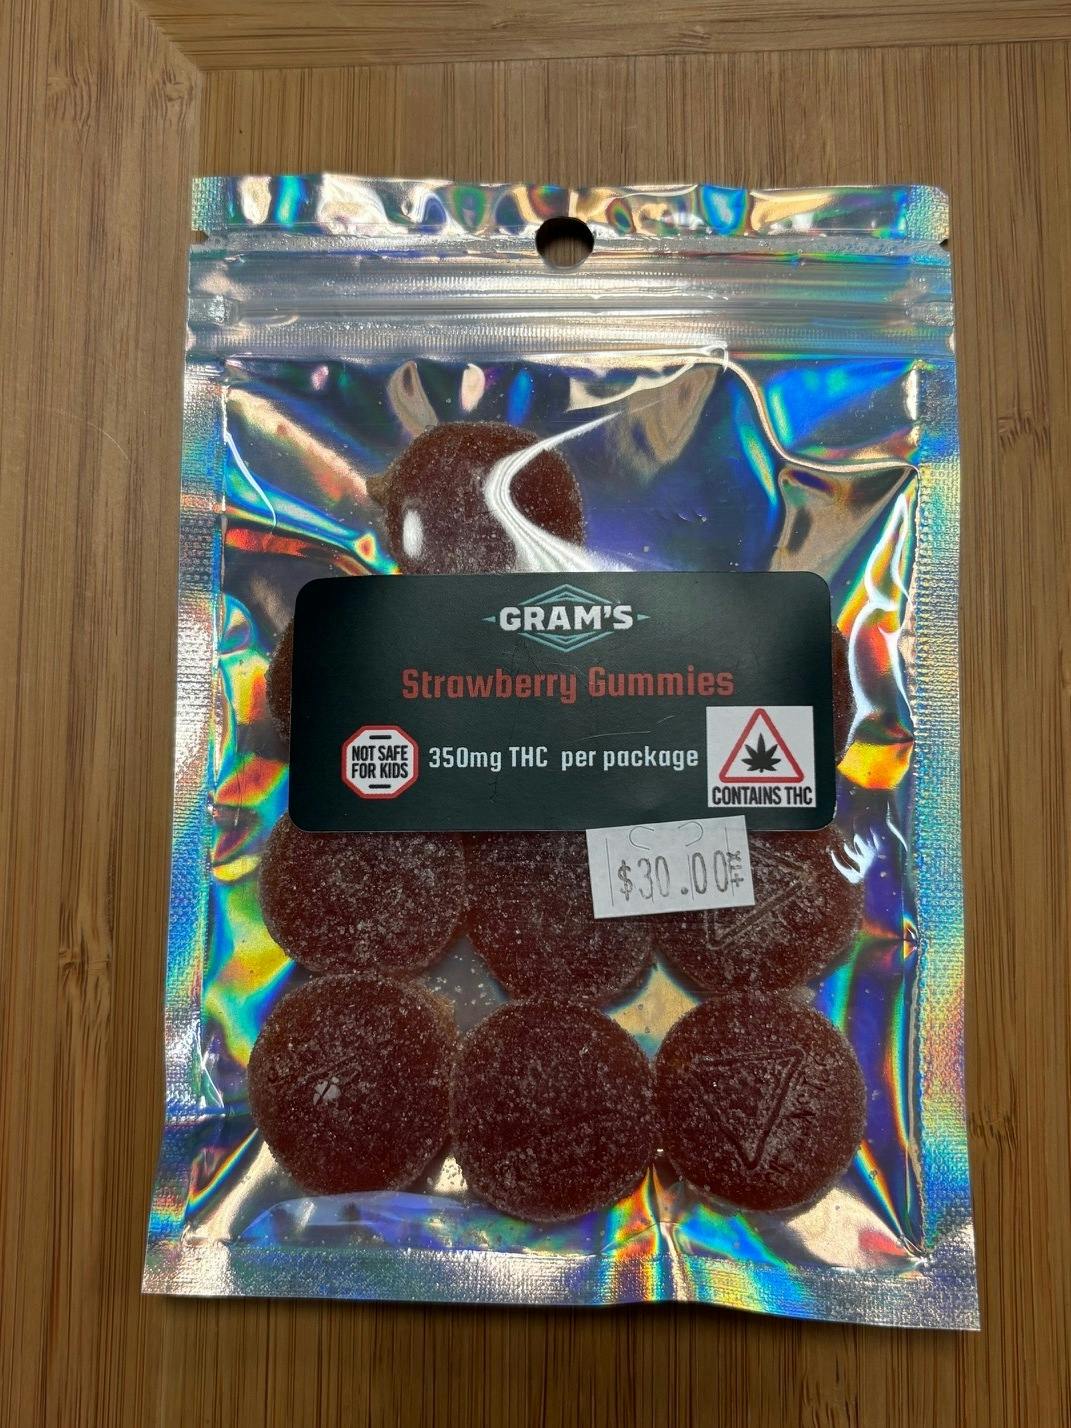 GRAM'S
Strawberry Gummies
NOT SAFE
FOR KIDS
350mg THC per package
CONTAINS THC
$30.00